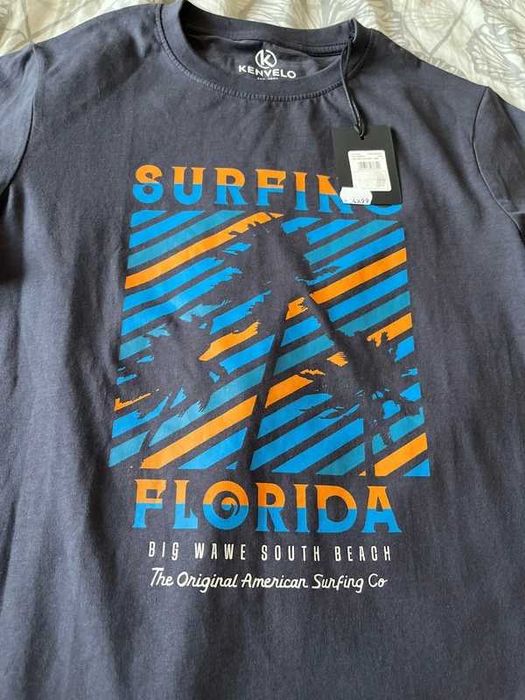 KENVELO
SURFING
FLORIDA
BIG WAWE SOUTH BEACH
The Original American Surfing Co